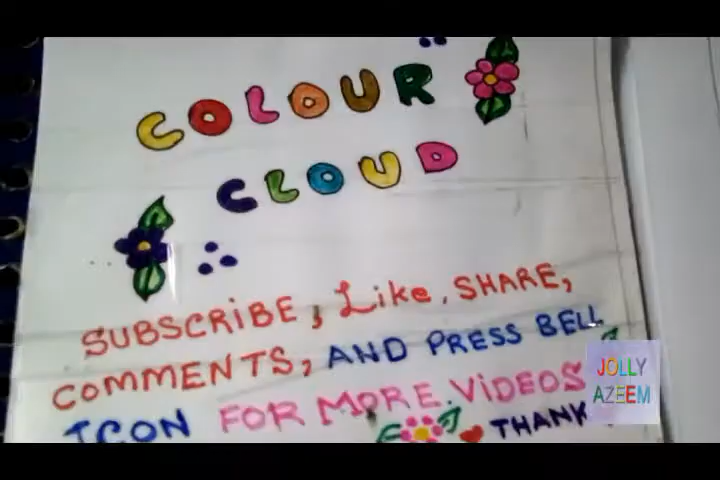 COLOUR
CLOUD
SUBSCRIBE, Like, SHARE,
COMMENTS, AND PRESS BELL
ICON FOR MORE VIDEOS
THANK
JOLLY
AZEEM